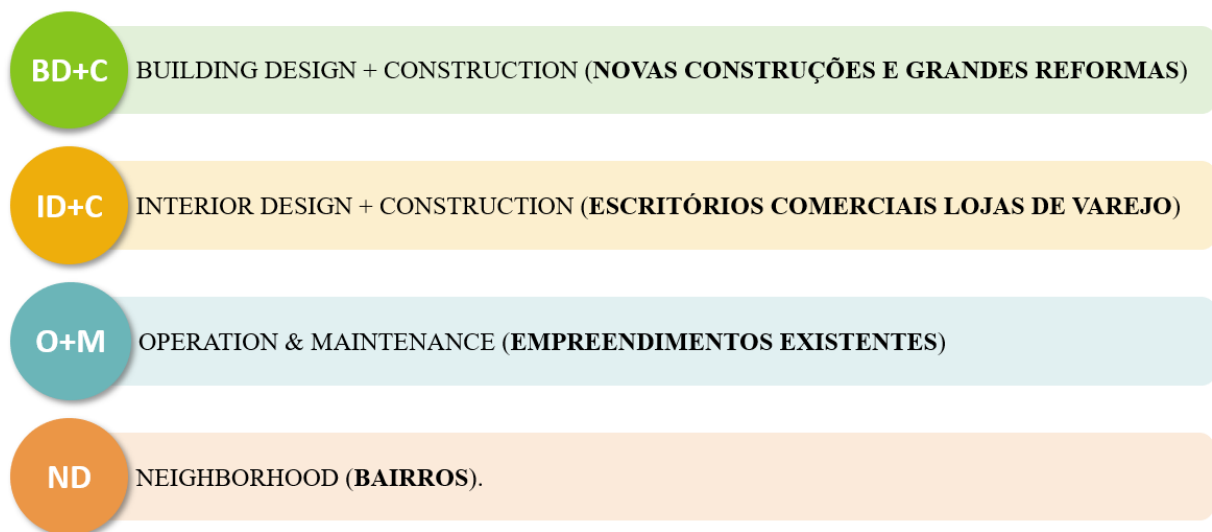 BD+C BUILDING DESIGN + CONSTRUCTION (NOVAS CONSTRUÇÕES E GRANDES REFORMAS)
ID+C INTERIOR DESIGN + CONSTRUCTION (ESCRITÓRIOS COMERCIAIS LOJAS DE VAREJO)
O+M OPERATION & MAINTENANCE (EMPREENDIMENTOS EXISTENTES)
ND NEIGHBORHOOD (BAIRROS).